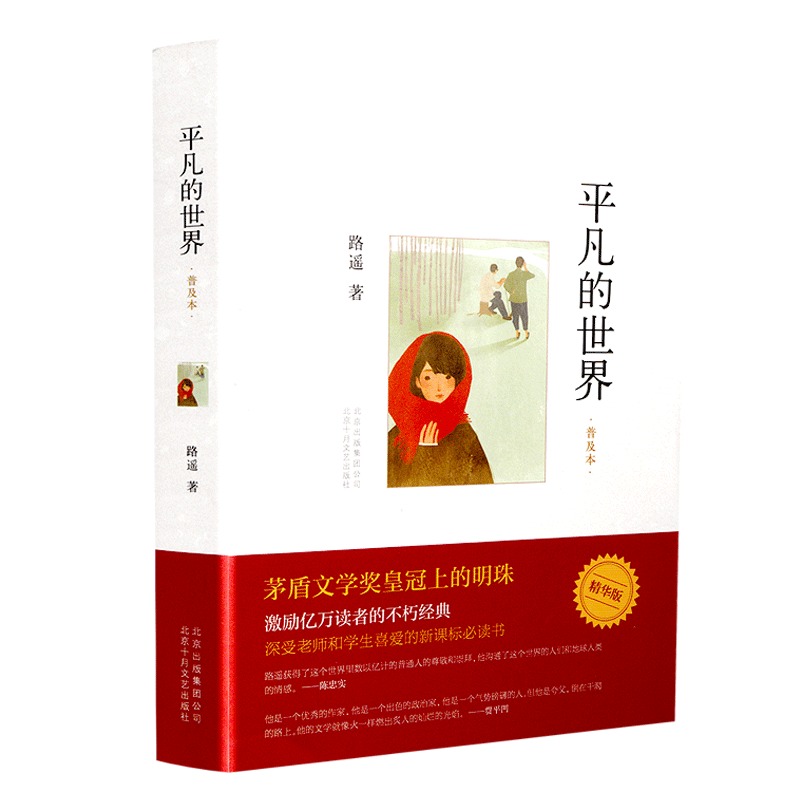 平凡的世界
·普及本·
路遥 著
北京出版集团公司
北京十月文艺出版社
平凡的世界
·普及本·
路遥 著
北京出版集团公司
北京十月文艺出版社
茅盾文学奖皇冠上的明珠
激励亿万读者的不朽经典
深受老师和学生喜爱的新课标必读书
精华版
路遥获得了这个世界里数以亿计的普通人的尊敬和崇拜，他沟通了这个世界的人们和地球人类
的情感。——陈忠实
他是一个优秀的作家，他是一个出色的政治家，他是一个气势磅礴的人。但他是夸父，倒在干渴
的路上。他的文学就像火一样燃出炙人的灿烂的光焰。——贾平凹